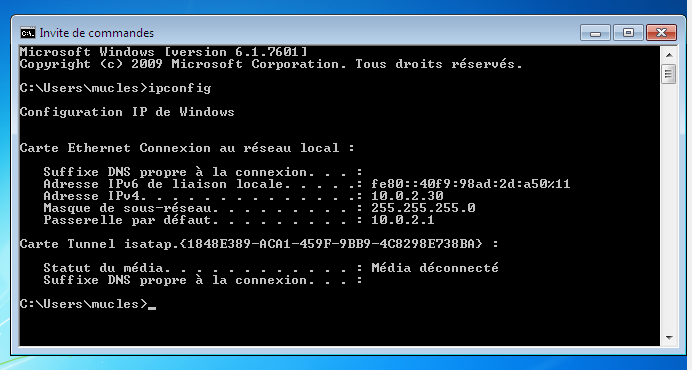 Invite de commandes
Microsoft Windows [version 6.1.7601]
Copyright (c) 2009 Microsoft Corporation. Tous droits réservés.
C:\Users\mucles>ipconfig
Configuration IP de Windows
Carte Ethernet Connexion au réseau local :
Suffixe DNS propre à la connexion. . . :
Adresse IPv6 de liaison locale. . . . .: fe80::40f9:98ad:2d:a50%11
Adresse IPv4. . . . . . . . . . . . . .: 10.0.2.30
Masque de sous-réseau. . . . . . . . . : 255.255.255.0
Passerelle par défaut. . . . . . . . . : 10.0.2.1
Carte Tunnel isatap.{1848E389-ACA1-459F-9BB9-4C8298E738BA} :
Statut du média. . . . . . . . . . . . : Média déconnecté
Suffixe DNS propre à la connexion. . . :
C:\Users\mucles>_